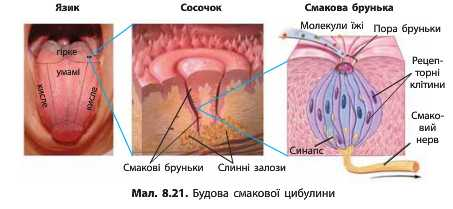 Язик
Сосочок
Смакова брунька
гірке
умамі
кисле
кисле
Смакові бруньки
Слинні залози
Молекули їжі
Пора бруньки
Рецеп-
торні
клітини
Смако-
вий
нерв
Синапс
Мал. 8.21. Будова смакової цибулини